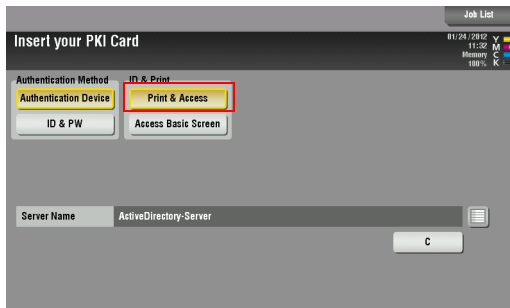 Job List
Insert your PKI Card
01/24/2012
11:32
Memory
100%
Y
M
C
K
Authentication Method
ID & Print
Authentication Device
Print & Access
ID & PW
Access Basic Screen
Server Name
ActiveDirectory-Server
C